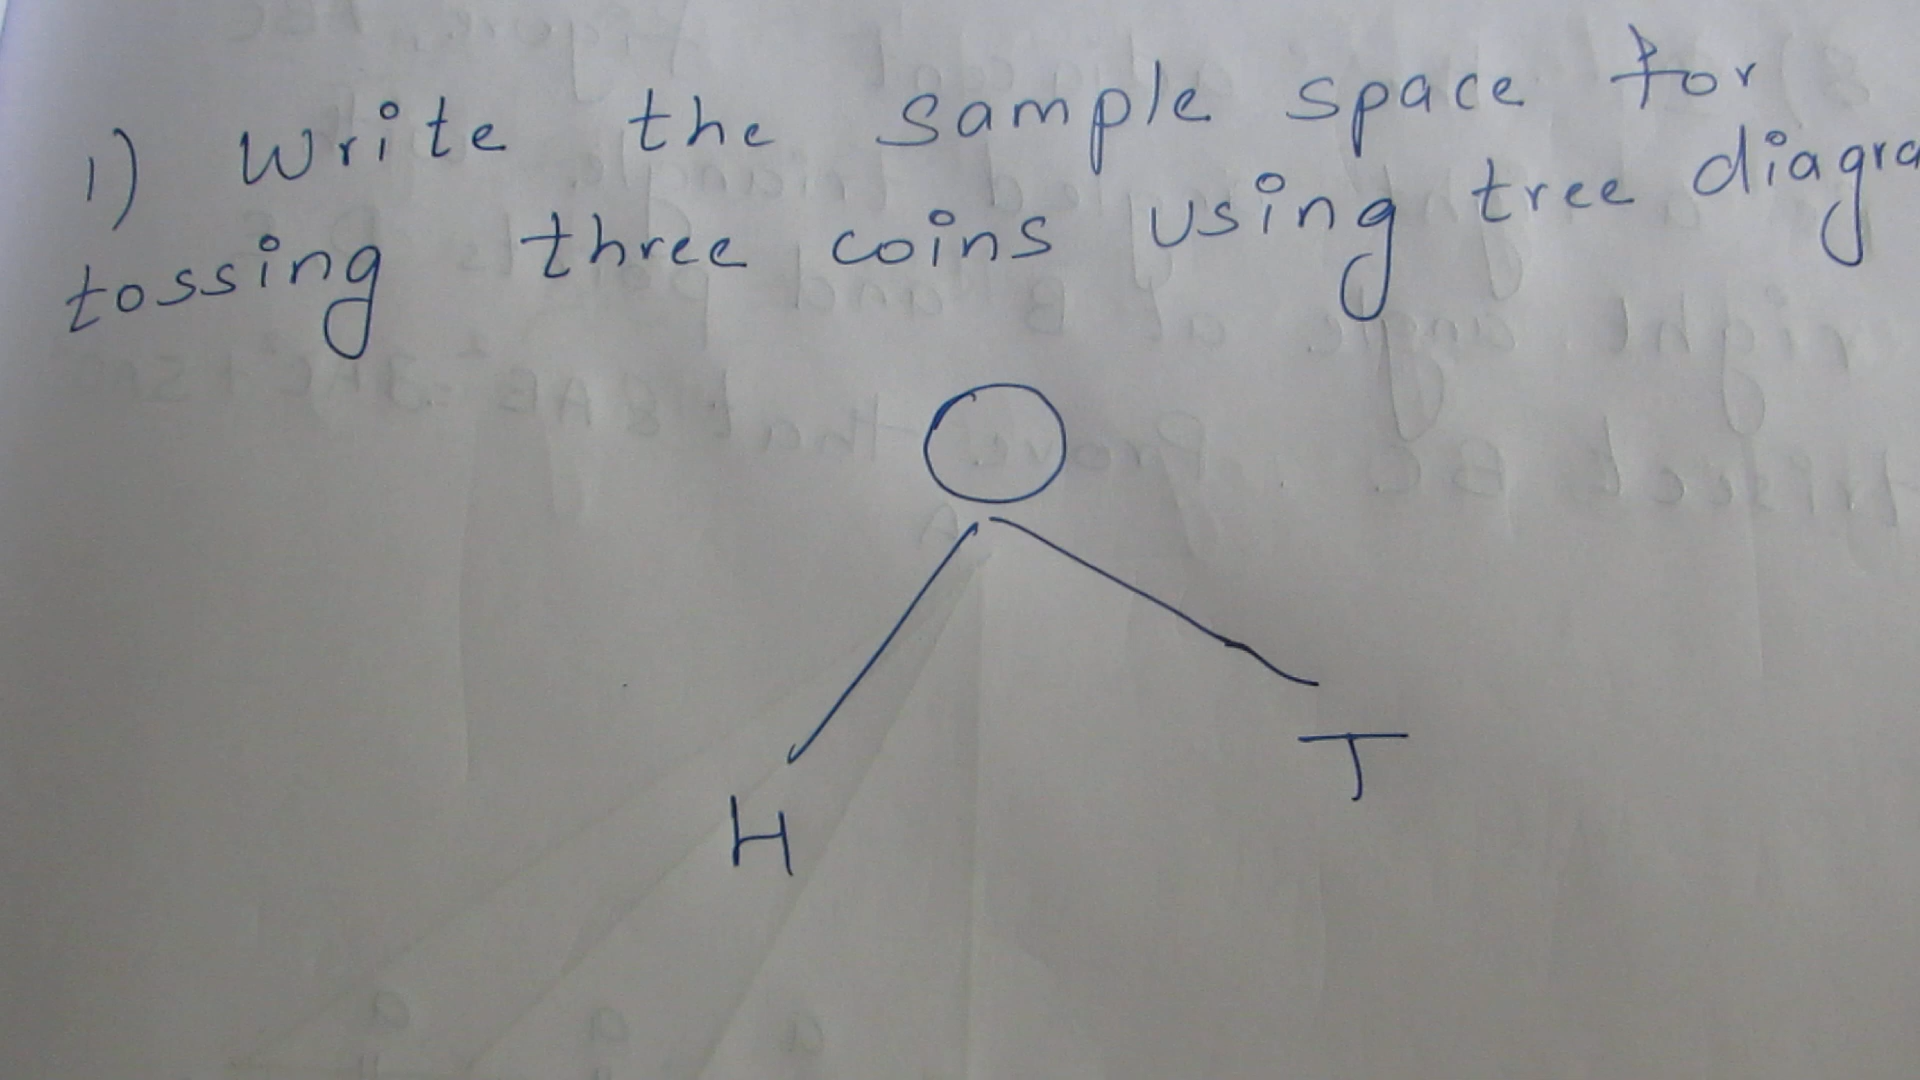 1) Write the sample space for
tossing three coins using tree diagra
H
T